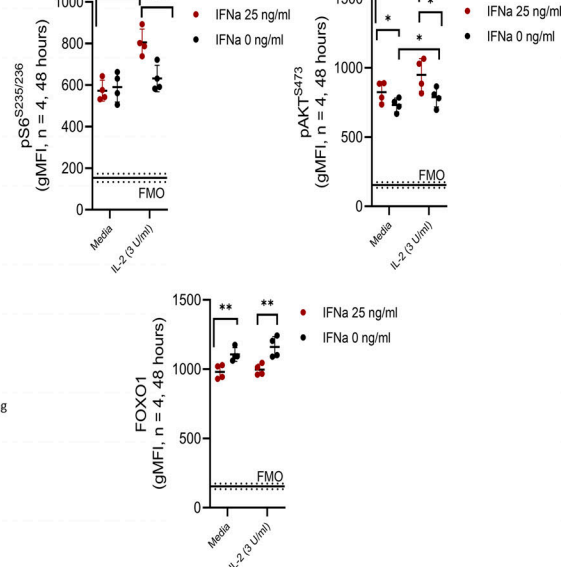 1000
800
600
400
200
0
pS6S235/236
(gMFI, n = 4, 48 hours)
IFNa 25 ng/ml
IFNa 0 ng/ml
FMO
Media
IL-2 (3 U/ml)
1500
1000
500
0
pAKTS473
(gMFI, n = 4, 48 hours)
*
*
*
IFNa 25 ng/ml
IFNa 0 ng/ml
FMO
Media
IL-2 (3 U/ml)
g
1500
1000
500
0
FOXO1
(gMFI, n = 4, 48 hours)
**
**
IFNa 25 ng/ml
IFNa 0 ng/ml
FMO
Media
IL-2 (3 U/ml)